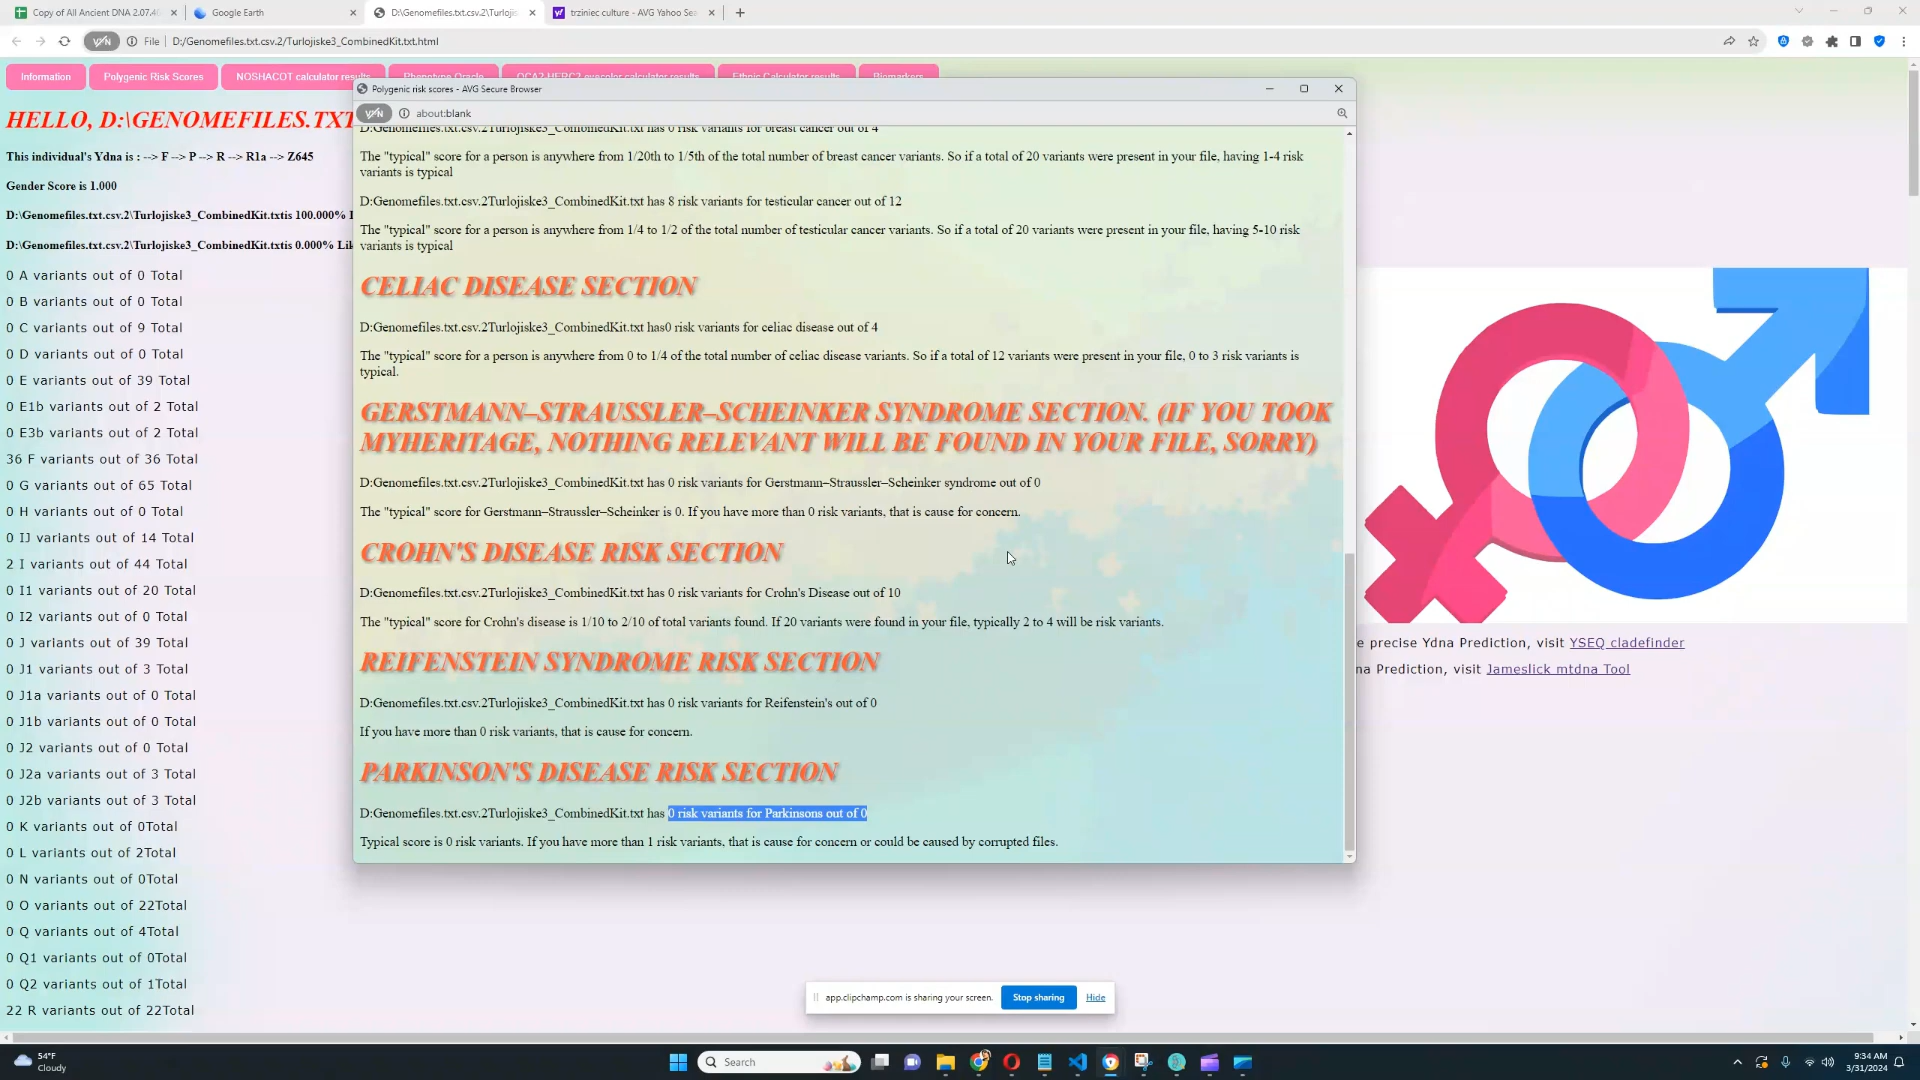 Copy of All Ancient DNA 2.07.40
Google Earth
D:\Genomefiles.txt.csv.2\Turlojis
trziniec culture - AVG Yahoo Sea
VPN
File
D:/Genomefiles.txt.csv.2/Turlojiske3_CombinedKit.txt.html
Information
Polygenic Risk Scores
NOSHACOT calculator results
Phenotype Oracle
OCA2-HERC2 eyecolor calculator results
Ethnic Calculator results
Biomarkers
HELLO, D:\GENOMEFILES.TXT
This individual's Ydna is : --> F --> P --> R --> R1a --> Z645
Gender Score is 1.000
D:\Genomefiles.txt.csv.2\Turlojiske3_CombinedKit.txtis 100.000% L
D:\Genomefiles.txt.csv.2\Turlojiske3_CombinedKit.txtis 0.000% Lik
0 A variants out of 0 Total
0 B variants out of 0 Total
0 C variants out of 9 Total
0 D variants out of 0 Total
0 E variants out of 39 Total
0 E1b variants out of 2 Total
0 E3b variants out of 2 Total
36 F variants out of 36 Total
0 G variants out of 65 Total
0 H variants out of 0 Total
0 IJ variants out of 14 Total
2 I variants out of 44 Total
0 I1 variants out of 20 Total
0 I2 variants out of 0 Total
0 J variants out of 39 Total
0 J1 variants out of 3 Total
0 J1a variants out of 0 Total
0 J1b variants out of 0 Total
0 J2 variants out of 0 Total
0 J2a variants out of 3 Total
0 J2b variants out of 3 Total
0 K variants out of 0Total
0 L variants out of 2Total
0 N variants out of 0Total
0 O variants out of 22Total
0 Q variants out of 4Total
0 Q1 variants out of 0Total
0 Q2 variants out of 1Total
22 R variants out of 22Total
Polygenic risk scores - AVG Secure Browser
VPN
about:blank
D:Genomefiles.txt.csv.2Turlojiske3_CombinedKit.txt has 0 risk variants for breast cancer out of 4
The "typical" score for a person is anywhere from 1/20th to 1/5th of the total number of breast cancer variants. So if a total of 20 variants were present in your file, having 1-4 risk
variants is typical
D:Genomefiles.txt.csv.2Turlojiske3_CombinedKit.txt has 8 risk variants for testicular cancer out of 12
The "typical" score for a person is anywhere from 1/4 to 1/2 of the total number of testicular cancer variants. So if a total of 20 variants were present in your file, having 5-10 risk
variants is typical
CELIAC DISEASE SECTION
D:Genomefiles.txt.csv.2Turlojiske3_CombinedKit.txt has0 risk variants for celiac disease out of 4
The "typical" score for a person is anywhere from 0 to 1/4 of the total number of celiac disease variants. So if a total of 12 variants were present in your file, 0 to 3 risk variants is
typical.
GERSTMANN–STRAUSSLER–SCHEINKER SYNDROME SECTION. (IF YOU TOOK
MYHERITAGE, NOTHING RELEVANT WILL BE FOUND IN YOUR FILE, SORRY)
D:Genomefiles.txt.csv.2Turlojiske3_CombinedKit.txt has 0 risk variants for Gerstmann–Straussler–Scheinker syndrome out of 0
The "typical" score for Gerstmann–Straussler–Scheinker is 0. If you have more than 0 risk variants, that is cause for concern.
CROHN'S DISEASE RISK SECTION
D:Genomefiles.txt.csv.2Turlojiske3_CombinedKit.txt has 0 risk variants for Crohn's Disease out of 10
The "typical" score for Crohn's disease is 1/10 to 2/10 of total variants found. If 20 variants were found in your file, typically 2 to 4 will be risk variants.
REIFENSTEIN SYNDROME RISK SECTION
D:Genomefiles.txt.csv.2Turlojiske3_CombinedKit.txt has 0 risk variants for Reifenstein's out of 0
If you have more than 0 risk variants, that is cause for concern.
PARKINSON'S DISEASE RISK SECTION
D:Genomefiles.txt.csv.2Turlojiske3_CombinedKit.txt has 0 risk variants for Parkinsons out of 0
Typical score is 0 risk variants. If you have more than 1 risk variants, that is cause for concern or could be caused by corrupted files.
e precise Ydna Prediction, visit YSEQ cladefinder
na Prediction, visit Jameslick mtdna Tool
app.clipchamp.com is sharing your screen.
Stop sharing
Hide
54°F
Cloudy
Search
9:34 AM
3/31/2024